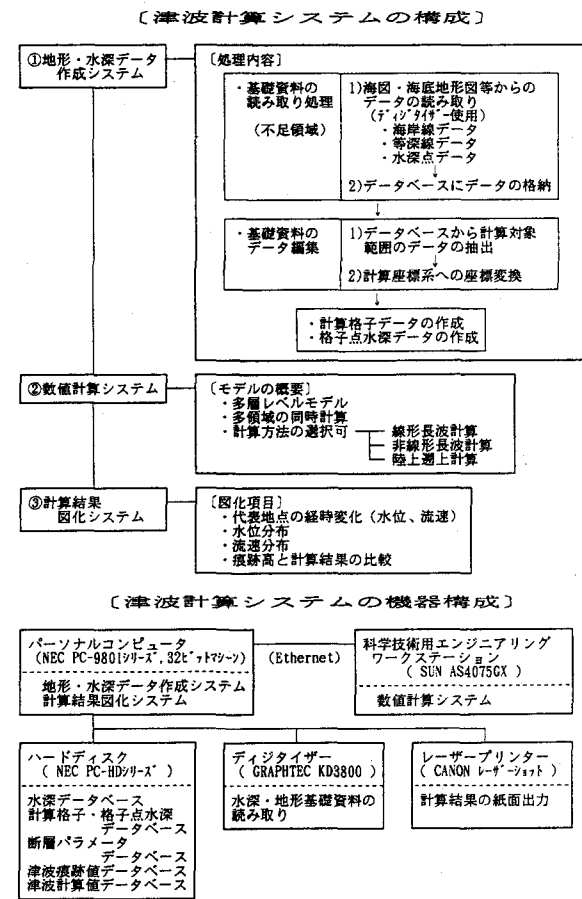 〔津波計算システムの構成〕
①地形・水深データ
作成システム
〔処理内容〕
・基礎資料の
読み取り処理
(不足領域)
1)海図・海底地形図等からの
データの読み取り
(ディジタイザー使用)
・海岸線データ
・等深線データ
・水深点データ
↓
2)データベースにデータの格納
↓
・基礎資料の
データ編集
1)データベースから計算対象
範囲のデータの抽出
↓
2)計算座標系への座標変換
↓
・計算格子データの作成
・格子点水深データの作成
②数値計算システム
〔モデルの概要〕
・多層レベルモデル
・多領域の同時計算
・計算方法の選択可
線形長波計算
非線形長波計算
陸上遡上計算
③計算結果
図化システム
〔図化項目〕
・代表地点の経時変化(水位、流速)
・水位分布
・流速分布
・痕跡高と計算結果の比較
〔津波計算システムの機器構成〕
パーソナルコンピュータ
(NEC PC-9801シリーズ,32ビットマシーン)
地形・水深データ作成システム
計算結果図化システム
(Ethernet)
科学技術用エンジニアリング
ワークステーション
( SUN AS4075GX )
数値計算システム
ハードディスク
( NEC PC-HDシリーズ )
水深データベース
計算格子・格子点水深
データベース
断層パラメータ
データベース
津波痕跡値データベース
津波計算値データベース
ディジタイザー
( GRAPHTEC KD3800 )
水深・地形基礎資料の
読み取り
レーザープリンター
( CANON レーザーショット )
計算結果の紙面出力